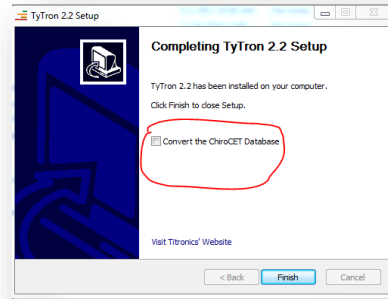 TyTron 2.2 Setup
Completing TyTron 2.2 Setup
TyTron 2.2 has been installed on your computer.
Click Finish to close Setup.
Convert the ChiroCET Database
Visit Titronics' Website
< Back
Finish
Cancel